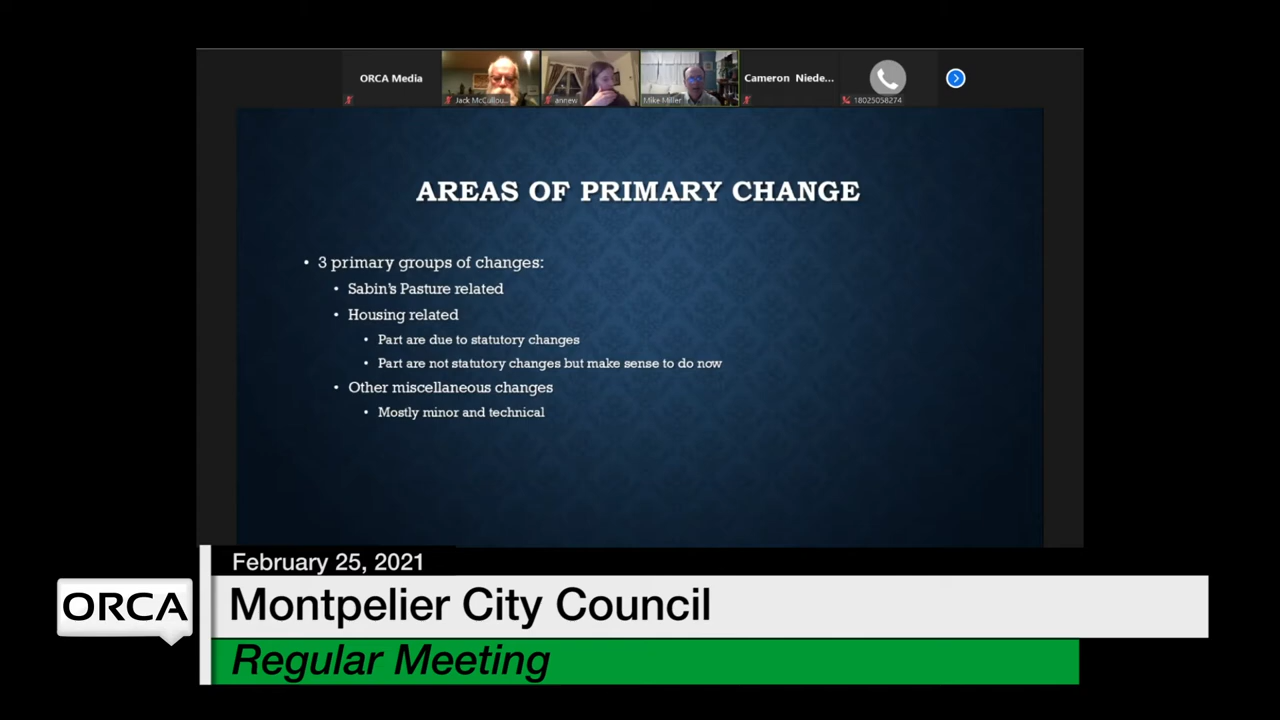 ORCA Media
Jack McCullou...
annew
Mike Miller
Cameron Niede...
18025058274
AREAS OF PRIMARY CHANGE
• 3 primary groups of changes:
• Sabin's Pasture related
• Housing related
• Part are due to statutory changes
• Part are not statutory changes but make sense to do now
• Other miscellaneous changes
• Mostly minor and technical
February 25, 2021
ORCA
Montpelier City Council
Regular Meeting